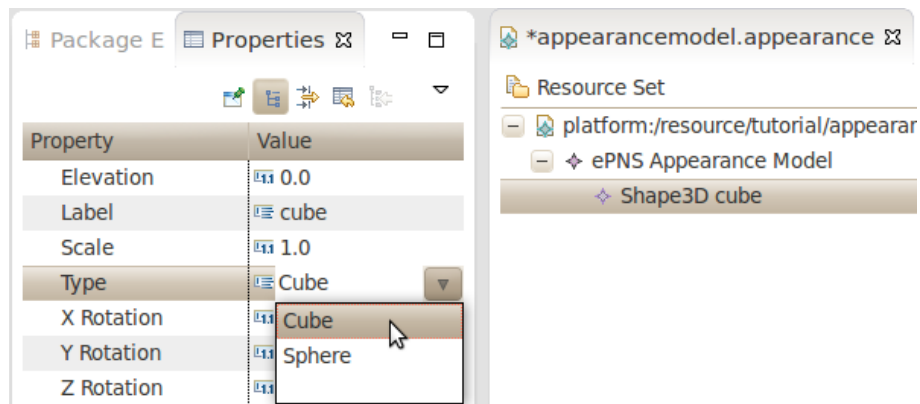 Package E
Properties
Property Value
Elevation 0.0
Label cube
Scale 1.0
Type Cube
X Rotation
Cube
Y Rotation
Sphere
Z Rotation
*appearancemodel.appearance
Resource Set
platform:/resource/tutorial/appearan
ePNS Appearance Model
Shape3D cube